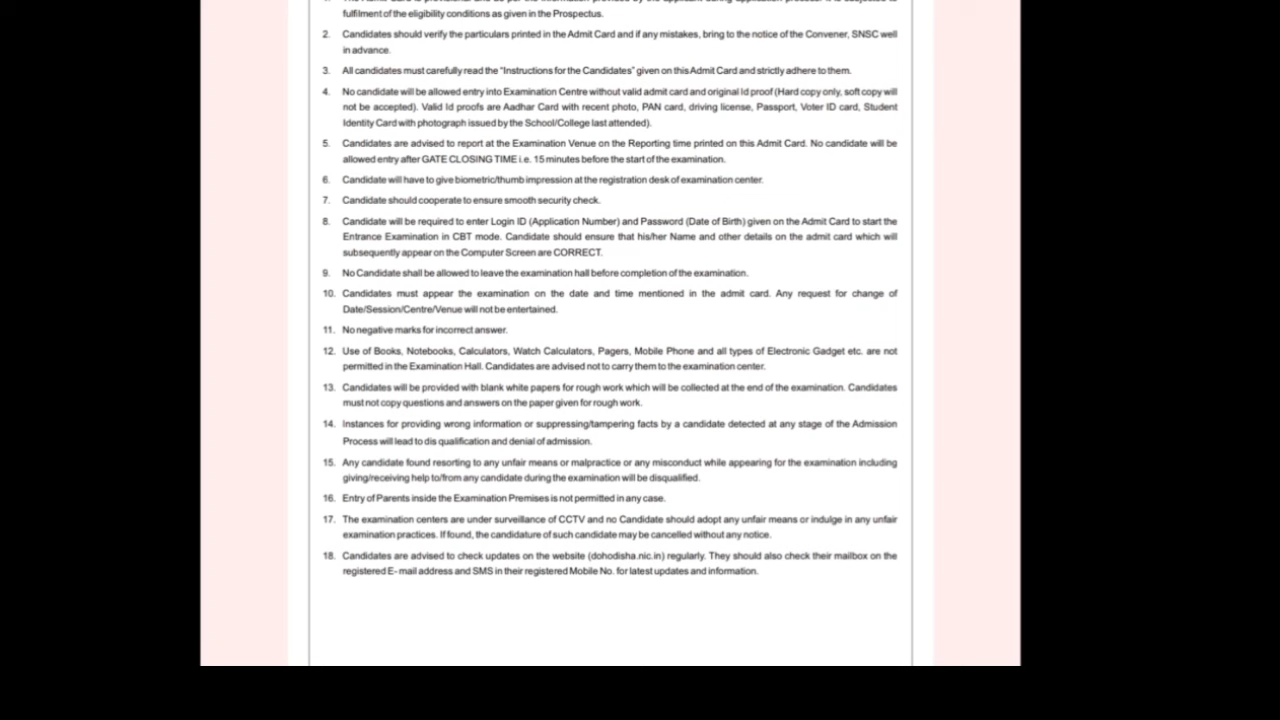 1. The Admit Card is provisional and as per the information provided by the applicant during application process. It is subjected to
fulfilment of the eligibility conditions as given in the Prospectus.
2. Candidates should verify the particulars printed in the Admit Card and if any mistakes, bring to the notice of the Convener, SNSC well
in advance.
3. All candidates must carefully read the "Instructions for the Candidates" given on this Admit Card and strictly adhere to them.
4. No candidate will be allowed entry into Examination Centre without valid admit card and original Id proof (Hard copy only, soft copy will
not be accepted). Valid Id proofs are Aadhar Card with recent photo, PAN card, driving license, Passport, Voter ID card, Student
Identity Card with photograph issued by the School/College last attended).
5. Candidates are advised to report at the Examination Venue on the Reporting time printed on this Admit Card. No candidate will be
allowed entry after GATE CLOSING TIME i.e. 15 minutes before the start of the examination.
6. Candidate will have to give biometric/thumb impression at the registration desk of examination center.
7. Candidate should cooperate to ensure smooth security check.
8. Candidate will be required to enter Login ID (Application Number) and Password (Date of Birth) given on the Admit Card to start the
Entrance Examination in CBT mode. Candidate should ensure that his/her Name and other details on the admit card which will
subsequently appear on the Computer Screen are CORRECT.
9. No Candidate shall be allowed to leave the examination hall before completion of the examination.
10. Candidates must appear the examination on the date and time mentioned in the admit card. Any request for change of
Date/Session/Centre/Venue will not be entertained.
11. No negative marks for incorrect answer.
12. Use of Books, Notebooks, Calculators, Watch Calculators, Pagers, Mobile Phone and all types of Electronic Gadget etc. are not
permitted in the Examination Hall. Candidates are advised not to carry them to the examination center.
13. Candidates will be provided with blank white papers for rough work which will be collected at the end of the examination. Candidates
must not copy questions and answers on the paper given for rough work.
14. Instances for providing wrong information or suppressing/tampering facts by a candidate detected at any stage of the Admission
Process will lead to dis qualification and denial of admission.
15. Any candidate found resorting to any unfair means or malpractice or any misconduct while appearing for the examination including
giving/receiving help to/from any candidate during the examination will be disqualified.
16. Entry of Parents inside the Examination Premises is not permitted in any case.
17. The examination centers are under surveillance of CCTV and no Candidate should adopt any unfair means or indulge in any unfair
examination practices. If found, the candidature of such candidate may be cancelled without any notice.
18. Candidates are advised to check updates on the website (dohodisha.nic.in) regularly. They should also check their mailbox on the
registered E- mail address and SMS in their registered Mobile No. for latest updates and information.